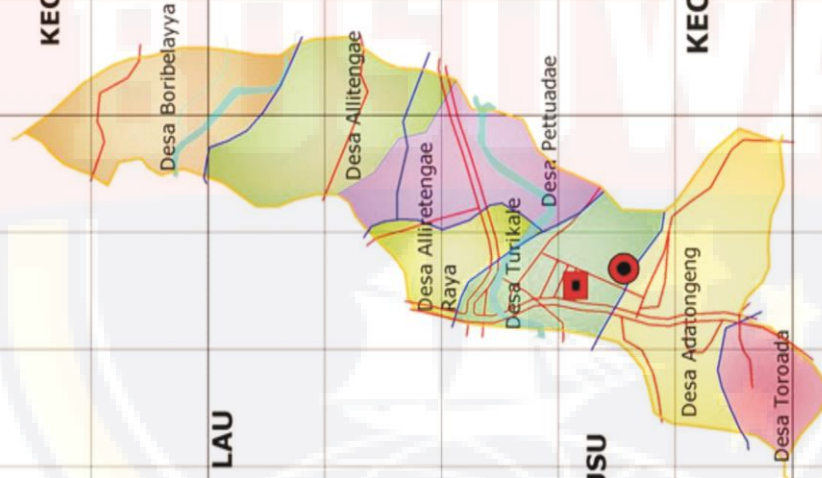 KEC
Desa Boribelayya
Desa Allitengae
Desa Alliretengae
Raya
Desa Turikale
Desa Pettuadae
KEC
Desa Adatongeng
Desa Toroada
LAU
USU